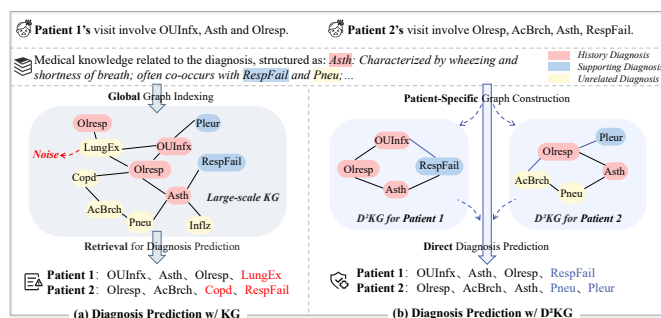 Patient 1's visit involve OUInfx, Asth and Olresp.
Patient 2's visit involve Olresp, AcBrch, Asth, RespFail.
Medical knowledge related to the diagnosis, structured as: Asth: Characterized by wheezing and
shortness of breath; often co-occurs with RespFail and Pneu;…
History Diagnosis
Supporting Diagnosis
Unrelated Diagnosis
Global Graph Indexing
Olresp
Pleur
Noise
LungEx
OUInfx
Olresp
RespFail
Copd
Asth
Large-scale KG
AcBrch
Pneu
Inflz
Retrieval for Diagnosis Prediction
Patient 1: OUInfx、Asth、Olresp、LungEx
Patient 2: Olresp、AcBrch、Copd、RespFail
(a) Diagnosis Prediction w/ KG
Patient-Specific Graph Construction
OUInfx
Olresp
RespFail
Asth
D²KG for Patient 1
Pleur
Olresp
Asth
AcBrch
Pneu
D²KG for Patient 2
Direct Diagnosis Prediction
Patient 1: OUInfx、Asth、Olresp、RespFail
Patient 2: Olresp、AcBrch、Asth、Pneu、Pleur
(b) Diagnosis Prediction w/ D²KG